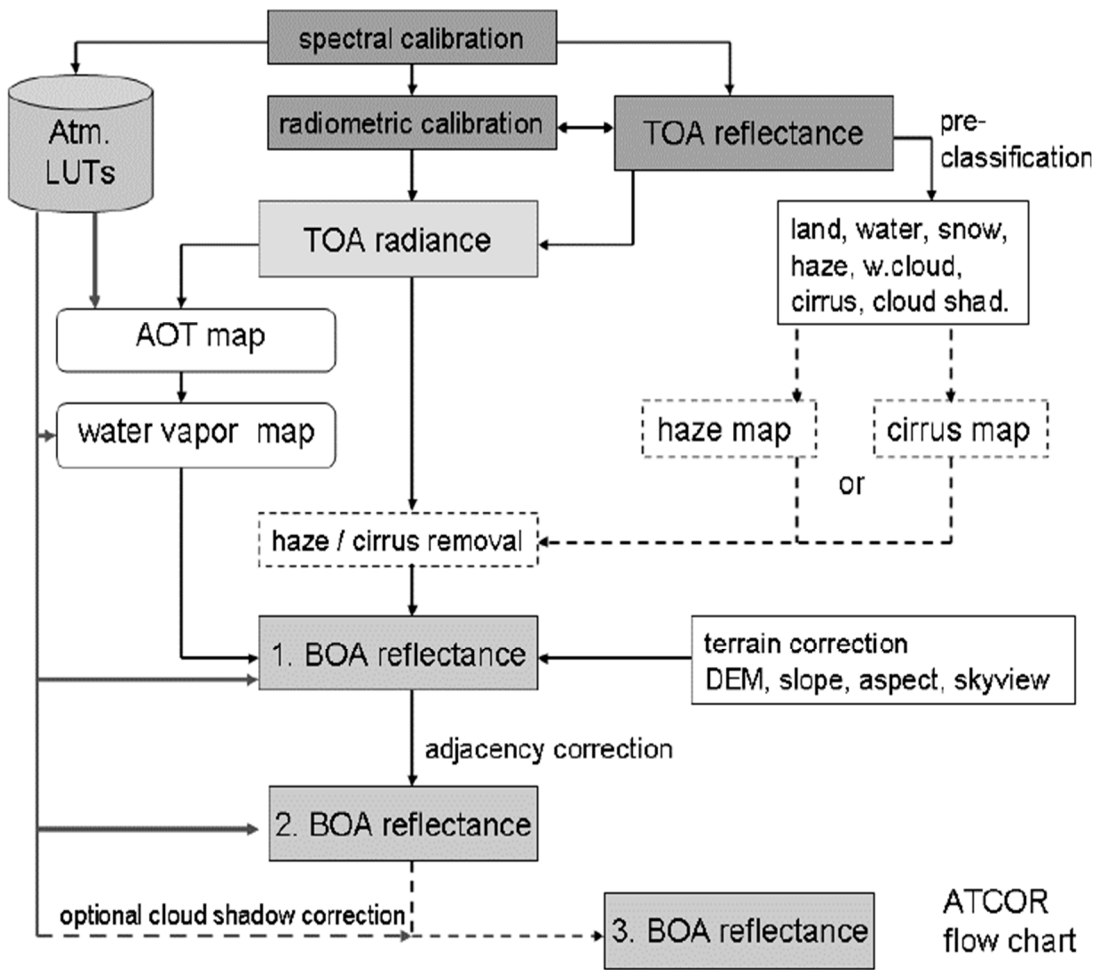 spectral calibration
Atm.
LUTs
radiometric calibration
TOA reflectance
pre-
classification
TOA radiance
land, water, snow,
haze, w.cloud,
cirrus, cloud shad.
AOT map
water vapor map
haze map
cirrus map
or
haze / cirrus removal
1. BOA reflectance
terrain correction
DEM, slope, aspect, skyview
adjacency correction
2. BOA reflectance
optional cloud shadow correction
3. BOA reflectance
ATCOR
flow chart